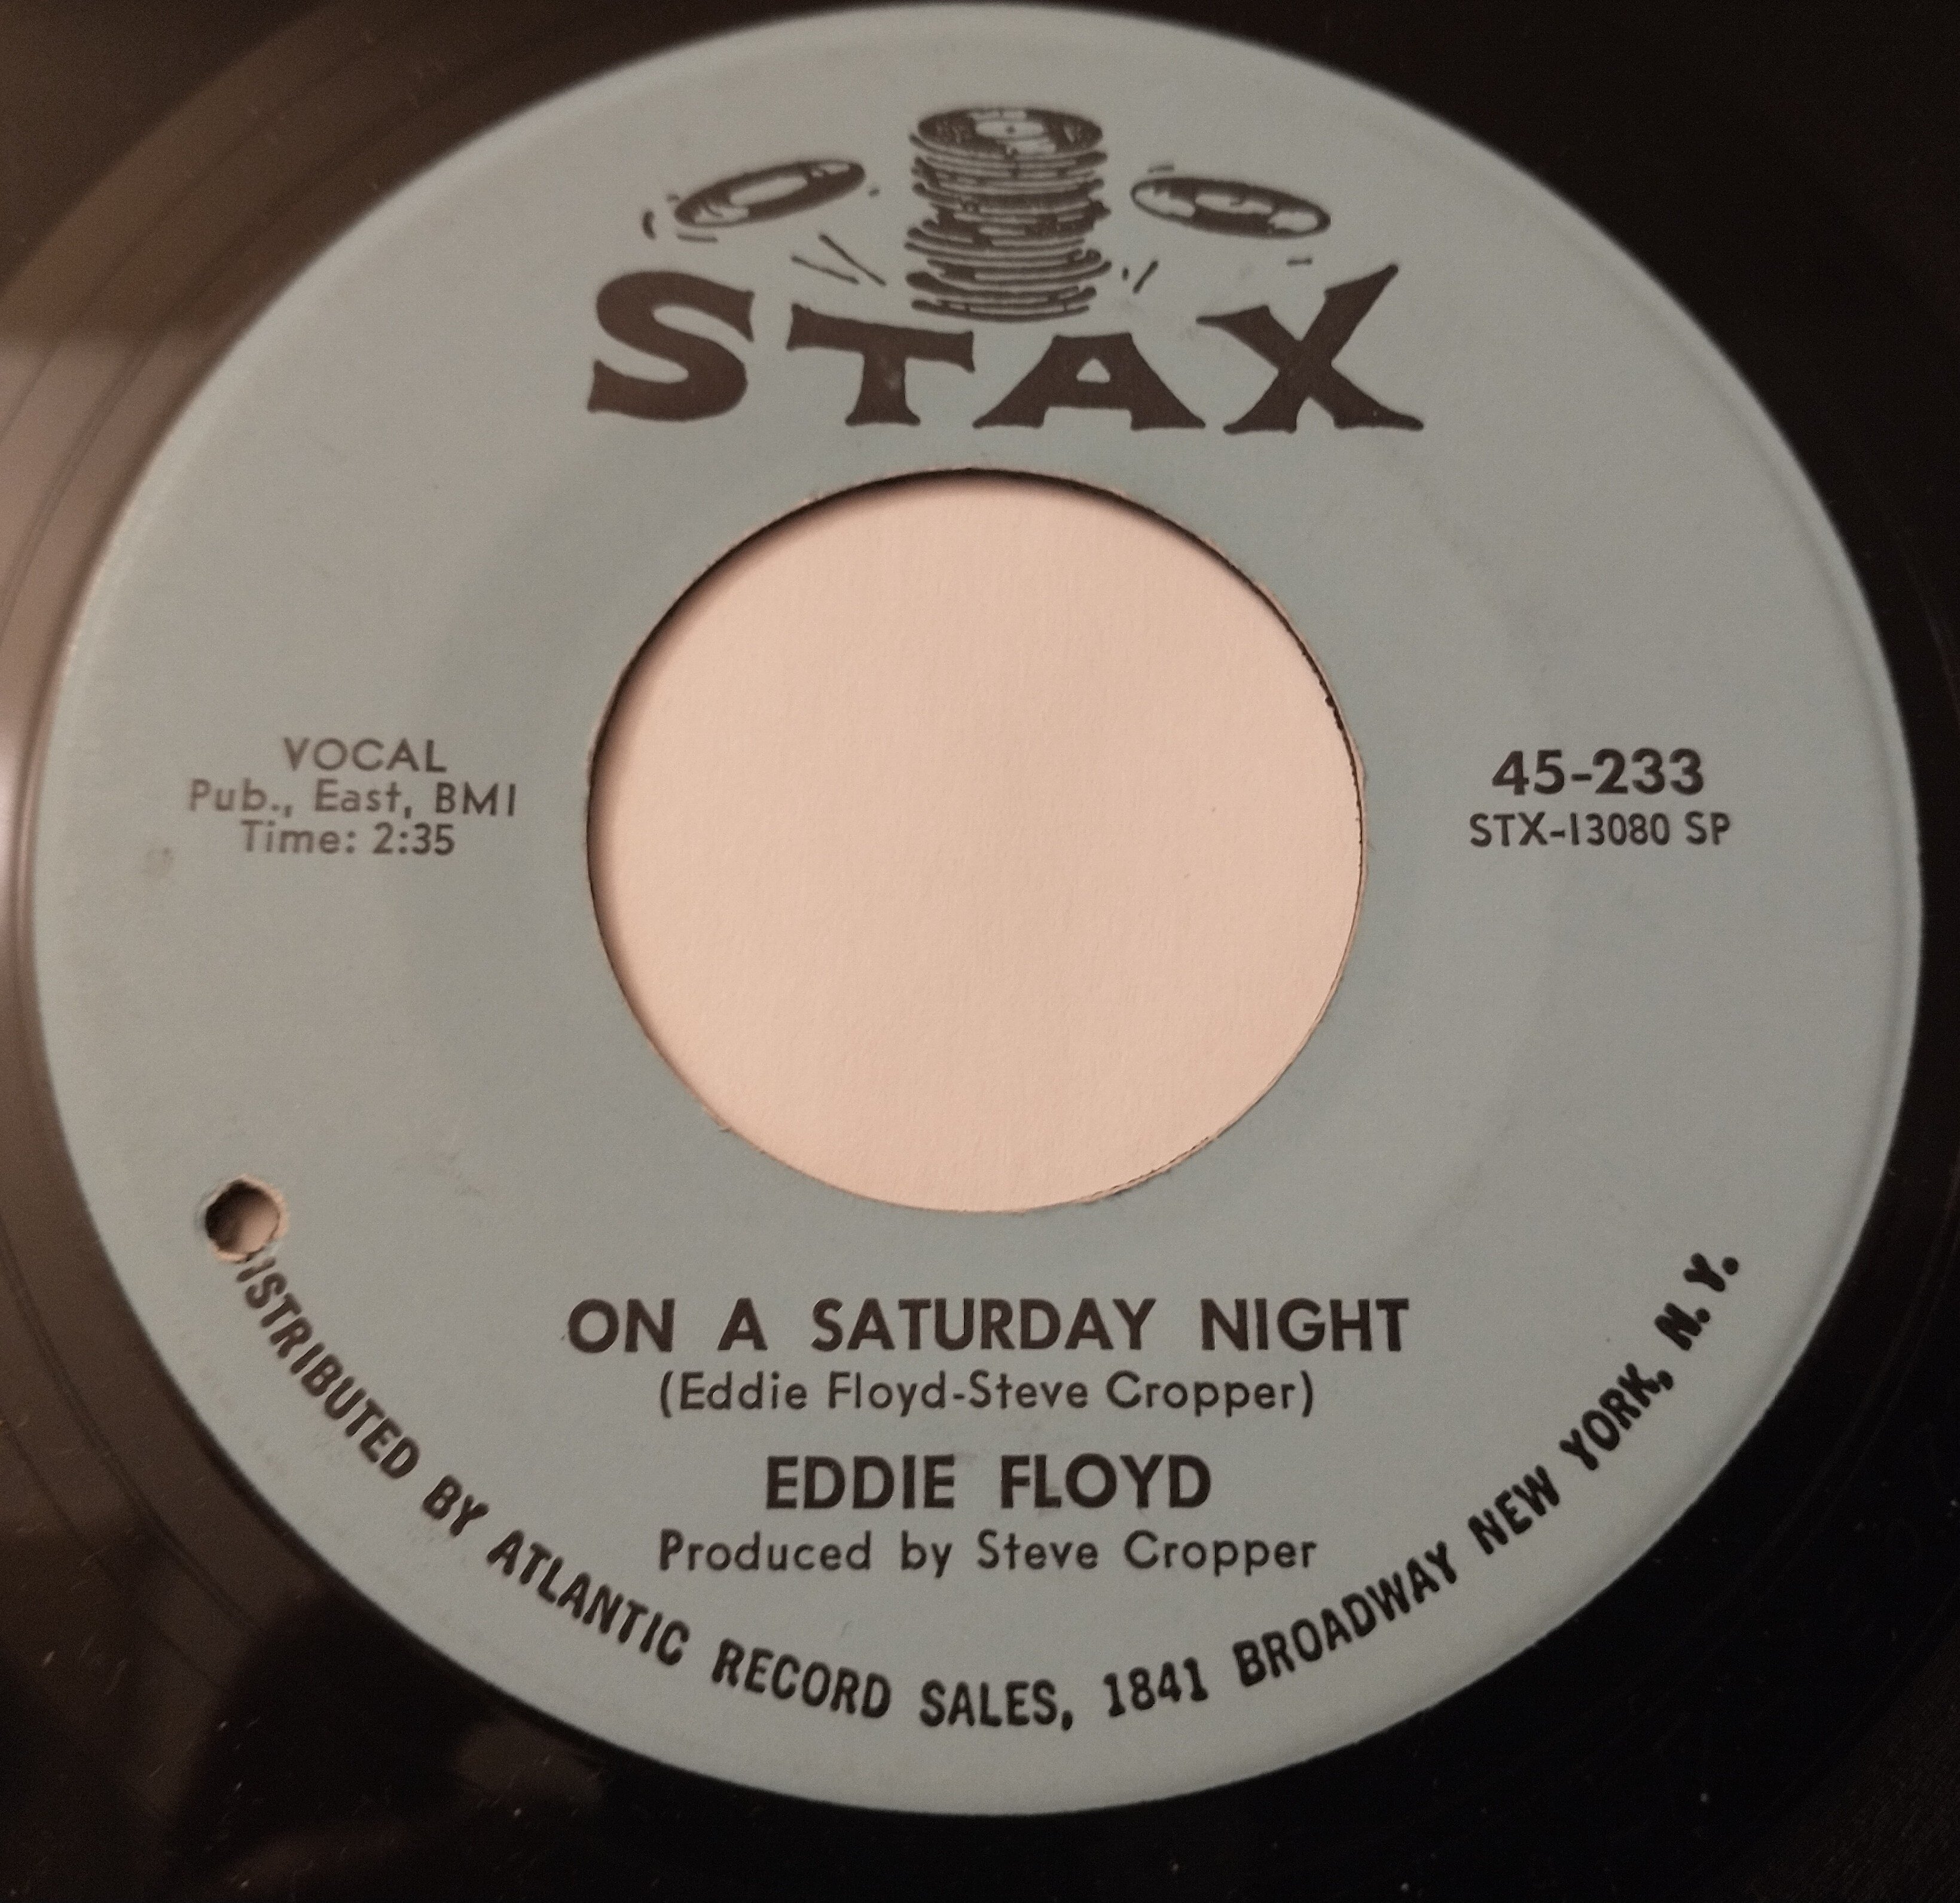 STAX
VOCAL
Pub., East, BMI
Time: 2:35
45-233
STX-13080 SP
ON A SATURDAY NIGHT
(Eddie Floyd-Steve Cropper)
EDDIE FLOYD
Produced by Steve Cropper
DISTRIBUTED BY ATLANTIC RECORD SALES, 1841 BROADWAY NEW YORK, N.Y.